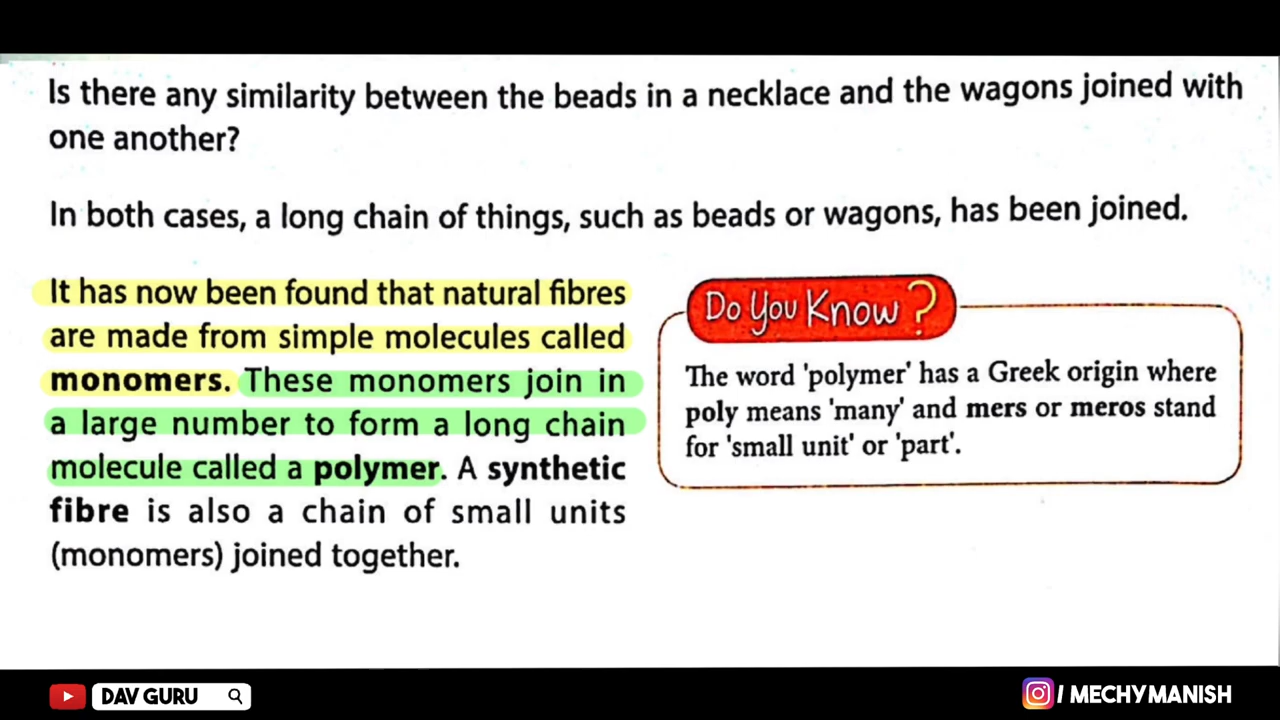 Is there any similarity between the beads in a necklace and the wagons joined with
one another?
In both cases, a long chain of things, such as beads or wagons, has been joined.
It has now been found that natural fibres
are made from simple molecules called
monomers. These monomers join in
a large number to form a long chain
molecule called a polymer. A synthetic
fibre is also a chain of small units
(monomers) joined together.
Do You Know?
The word 'polymer' has a Greek origin where
poly means 'many' and mers or meros stand
for 'small unit' or 'part'.
DAV GURU
/ MECHYMANISH